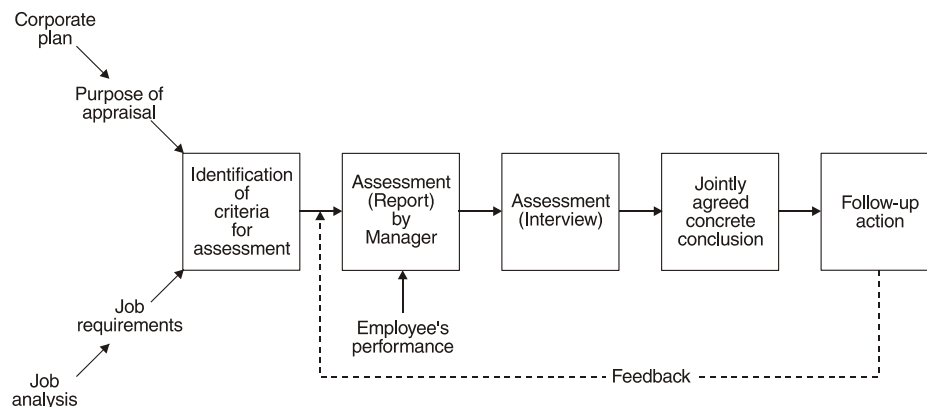 Corporate
plan
Purpose of
appraisal
Identification
of
criteria
for
assessment
Assessment
(Report)
by
Manager
Assessment
(Interview)
Jointly
agreed
concrete
conclusion
Follow-up
action
Job
requirements
Employee's
performance
Job
analysis
Feedback